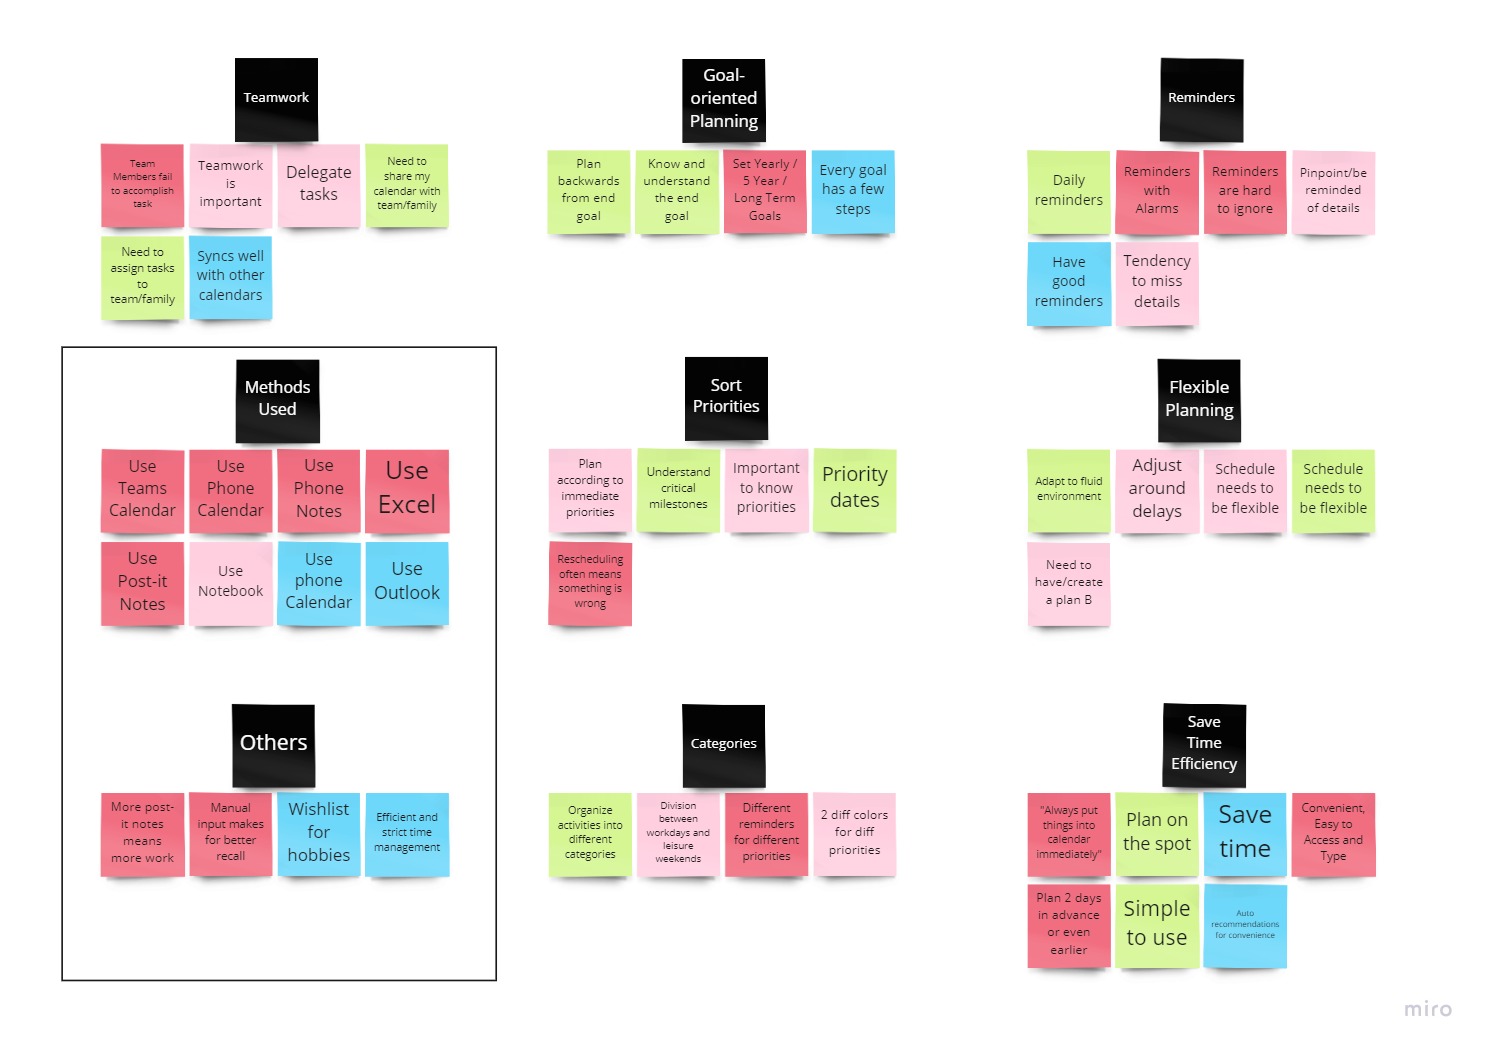 Teamwork
Team
Members fail
to accomplish
task
Teamwork
is
important
Delegate
tasks
Need to
share my
calendar with
team/family
Need to
assign tasks
to
team/family
Syncs well
with other
calendars
Goal-
oriented
Planning
Plan
backwards
from end
goal
Know and
understand
the end
goal
Set Yearly /
5 Year /
Long Term
Goals
Every goal
has a few
steps
Reminders
Daily
reminders
Reminders
with
Alarms
Reminders
are hard
to ignore
Pinpoint/be
reminded
of details
Have
good
reminders
Tendency
to miss
details
Methods
Used
Use
Teams
Calendar
Use
Phone
Calendar
Use
Phone
Notes
Use
Excel
Use
Post-it
Notes
Use
Notebook
Use
phone
Calendar
Use
Outlook
Sort
Priorities
Plan
according to
immediate
priorities
Understand
critical
milestones
Important
to know
priorities
Priority
dates
Rescheduling
often means
something is
wrong
Flexible
Planning
Adapt to fluid
environment
Adjust
around
delays
Schedule
needs to
be flexible
Schedule
needs to
be flexible
Need to
have/create
a plan B
Others
More post-
it notes
means
more work
Manual
input makes
for better
recall
Wishlist
for
hobbies
Efficient and
strict time
management
Categories
Organize
activities into
different
categories
Division
between
workdays and
leisure
weekends
Different
reminders
for different
priorities
2 diff colors
for diff
priorities
Save
Time
Efficiency
"Always put
things into
calendar
immediately"
Plan on
the spot
Save
time
Convenient,
Easy to
Access and
Type
Plan 2 days
in advance
or even
earlier
Simple
to use
Auto
recommendations
for convenience
miro